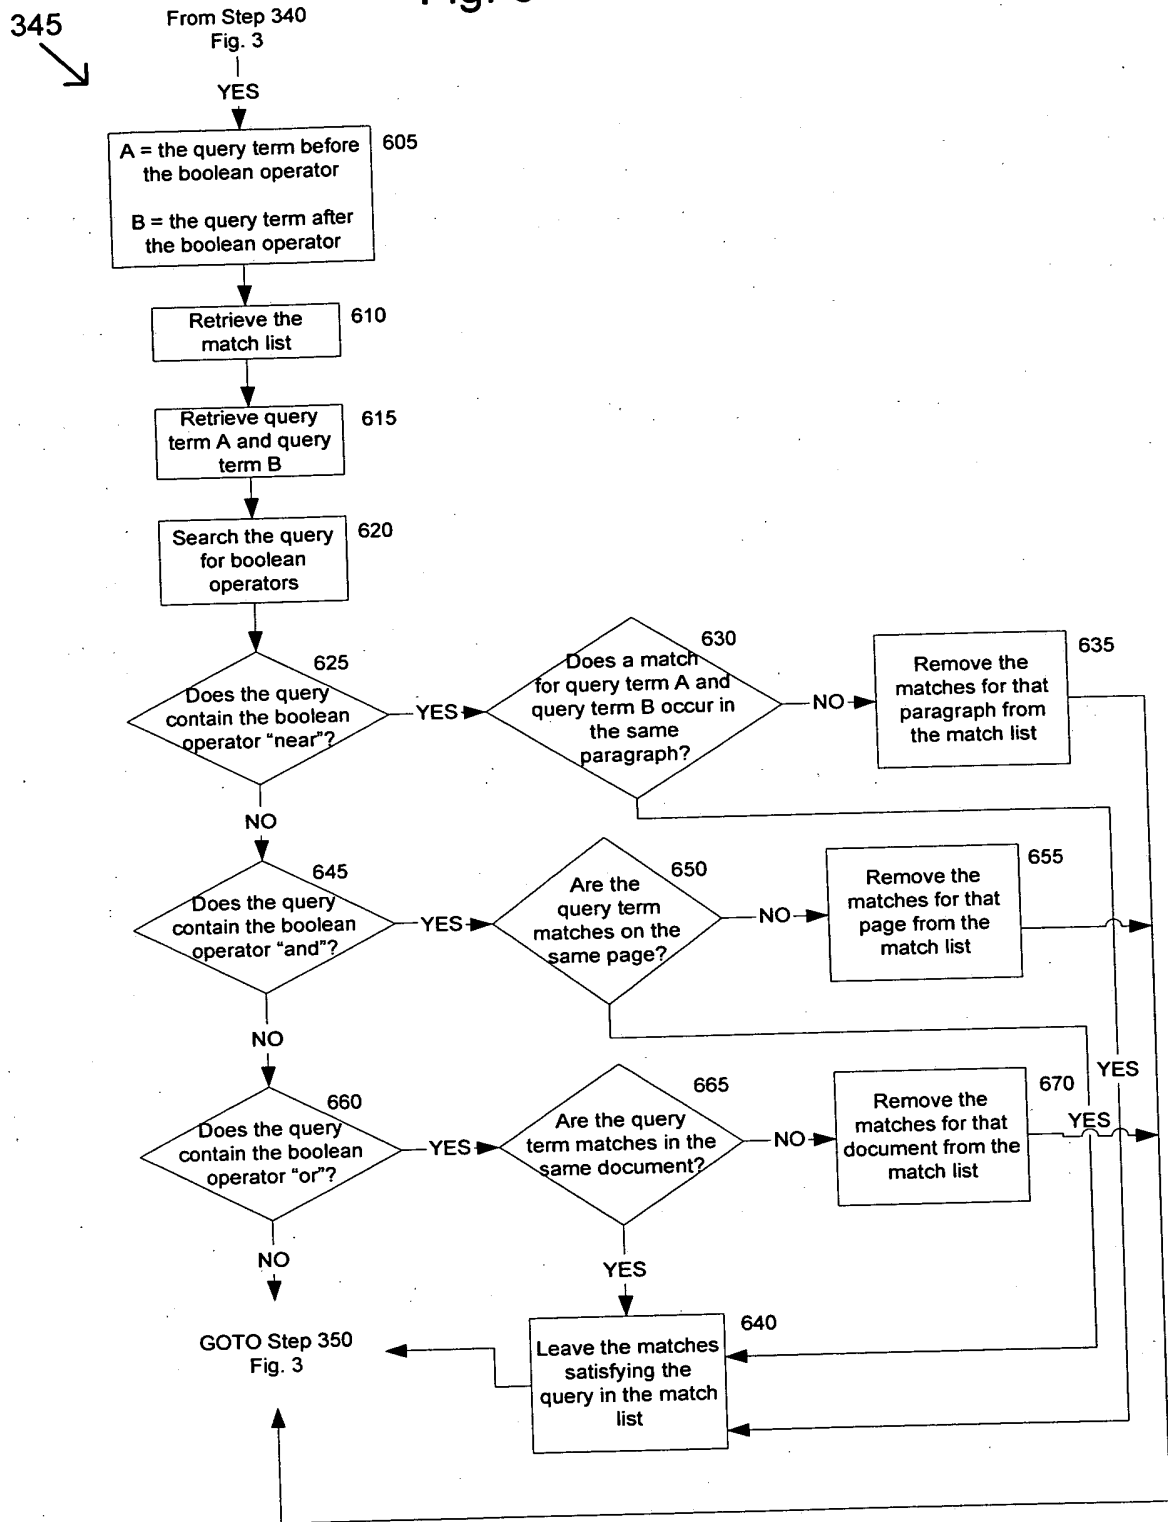 345
From Step 340
Fig. 3
YES
A = the query term before
the boolean operator
B = the query term after
the boolean operator
605
Retrieve the
match list
610
Retrieve query
term A and query
term B
615
Search the query
for boolean
operators
620
625
Does the query
contain the boolean
operator "near"?
YES
630
Does a match
for query term A and
query term B occur in
the same
paragraph?
NO
635
Remove the
matches for that
paragraph from
the match list
NO
645
Does the query
contain the boolean
operator "and"?
YES
650
Are the
query term
matches on the
same page?
NO
655
Remove the
matches for that
page from the
match list
NO
YES
660
Does the query
contain the boolean
operator "or"?
YES
665
Are the query
term matches in the
same document?
NO
670
Remove the
matches for that
document from the
match list
YES
NO
YES
GOTO Step 350
Fig. 3
640
Leave the matches
satisfying the
query in the match
list